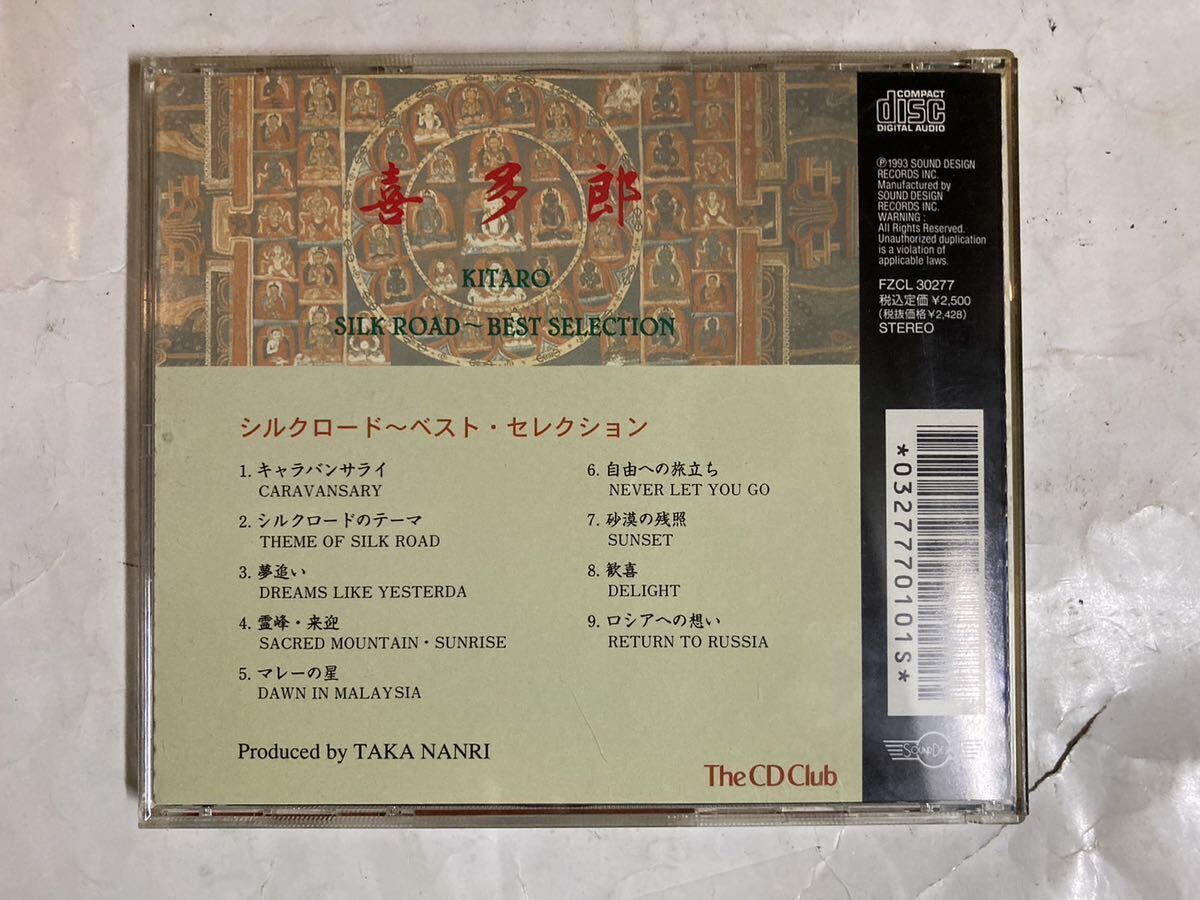 喜多郎
KITARO
SILK ROAD～BEST SELECTION
シルクロード～ベスト・セレクション
1. キャラバンサライ
CARAVANSARY
2. シルクロードのテーマ
THEME OF SILK ROAD
3. 夢追い
DREAMS LIKE YESTERDA
4. 霊峰・来迎
SACRED MOUNTAIN・SUNRISE
5. マレーの星
DAWN IN MALAYSIA
6. 自由への旅立ち
NEVER LET YOU GO
7. 砂漠の残照
SUNSET
8. 歓喜
DELIGHT
9. ロシアへの想い
RETURN TO RUSSIA
Produced by TAKA NANRI
The CD Club
COMPACT
disc
DIGITAL AUDIO
℗1993 SOUND DESIGN
RECORDS INC.
Manufactured by
SOUND DESIGN
RECORDS INC.
WARNING :
All Rights Reserved.
Unauthorized duplication
is a violation of
applicable laws.
FZCL 30277
税込定価￥2,500
(税抜価格￥2,428)
STEREO
*0327770101S*